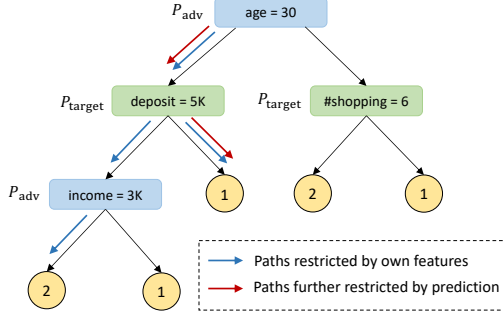 P_adv
age = 30
P_target
deposit = 5K
P_target
#shopping = 6
P_adv
income = 3K
1
2
1
2
1
Paths restricted by own features
Paths further restricted by prediction